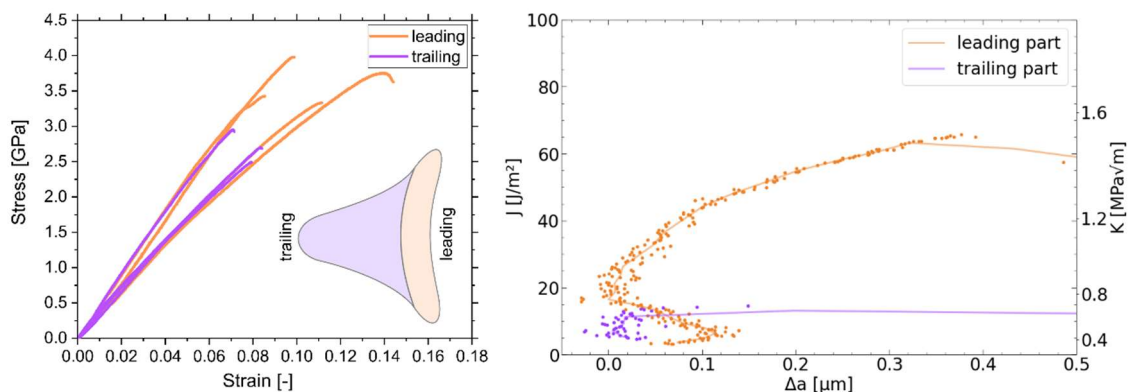 leading
trailing
4.5
4.0
3.5
3.0
2.5
2.0
1.5
1.0
0.5
0.0
Stress [GPa]
trailing
leading
0.00 0.02 0.04 0.06 0.08 0.10 0.12 0.14 0.16 0.18
Strain [-]
leading part
trailing part
100
80
60
40
20
0
J [J/m²]
1.6
1.2
0.8
0.4
K [MPa√m]
0.0 0.1 0.2 0.3 0.4 0.5
Δa [μm]